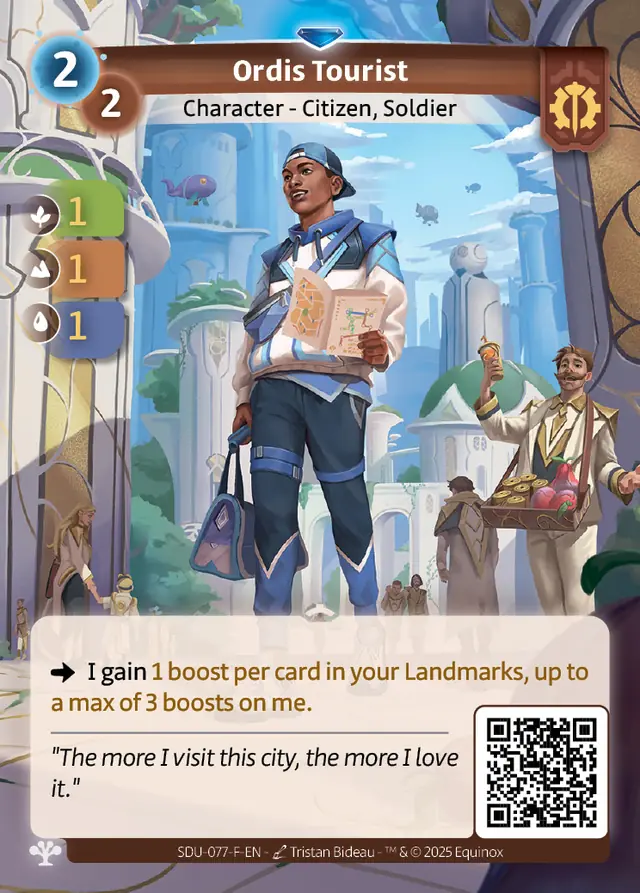 2
Ordis Tourist
2
Character - Citizen, Soldier
1
1
1
I gain 1 boost per card in your Landmarks, up to
a max of 3 boosts on me.
"The more I visit this city, the more I love
it."
SDU-077-F-EN - Tristan Bideau - ™ & © 2025 Equinox